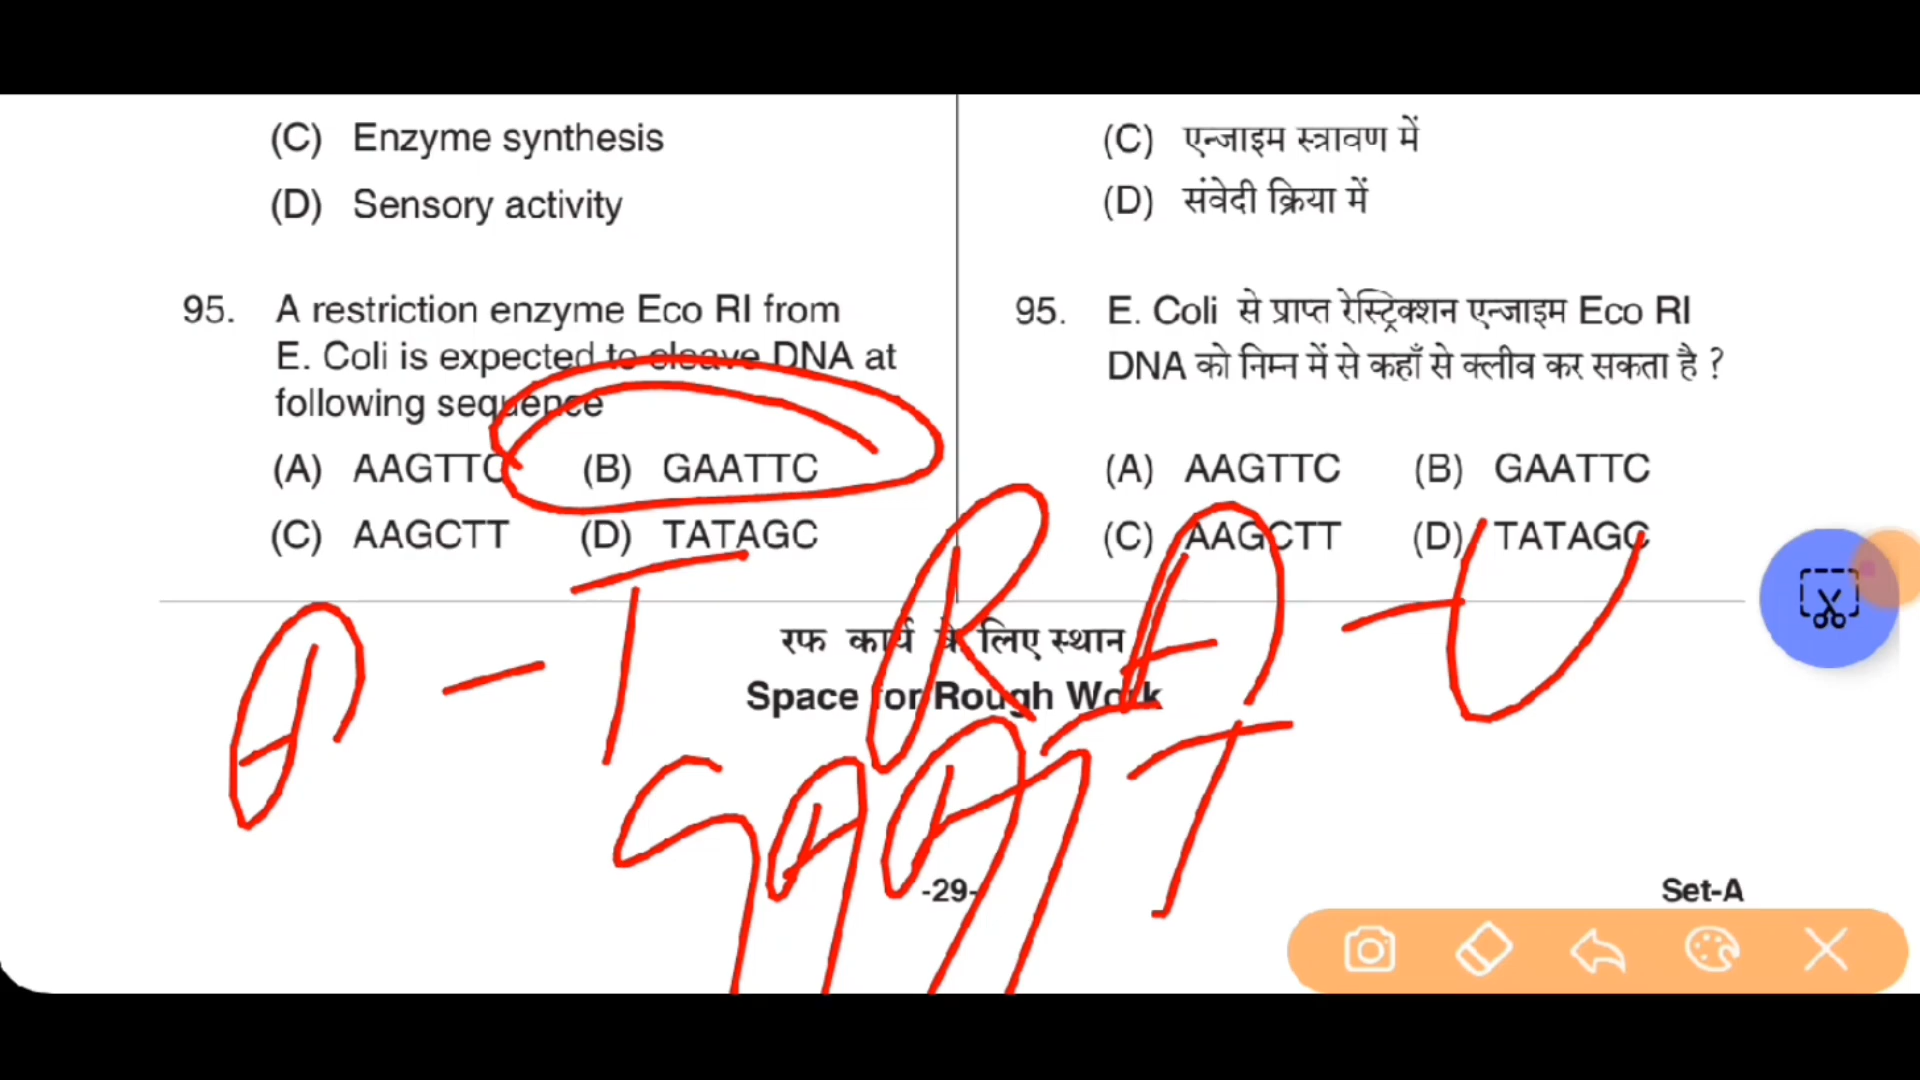 (C) Enzyme synthesis
(D) Sensory activity
95. A restriction enzyme Eco RI from
E. Coli is expected to cleave DNA at
following sequence
(A) AAGTTC (B) GAATTC
(C) AAGCTT (D) TATAGC
(C) एन्जाइम स्त्रावण में
(D) संवेदी क्रिया में
95. E. Coli से प्राप्त रेस्ट्रिक्शन एन्जाइम Eco RI
DNA को निम्न में से कहाँ से क्लीव कर सकता है ?
(A) AAGTTC (B) GAATTC
(C) AAGCTT (D) TATAGC
A - T
R
A - U
रफ कार्य के लिए स्थान
Space for Rough Work
GAATT
-29-
Set-A